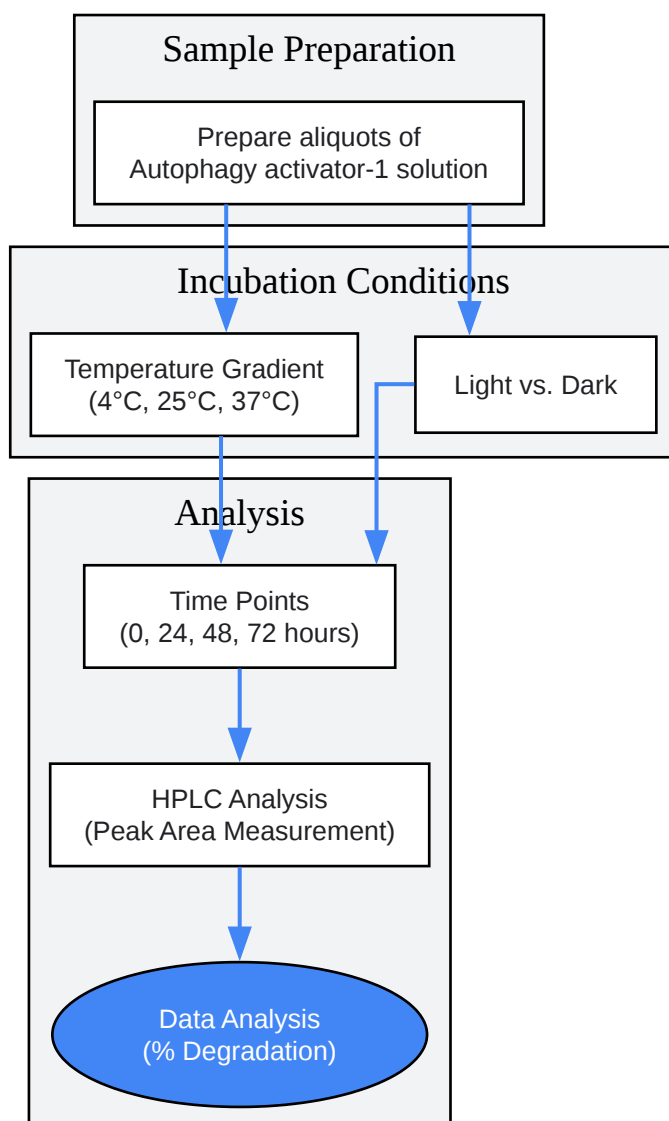 Sample Preparation
Prepare aliquots of
Autophagy activator-1 solution
Incubation Conditions
Temperature Gradient
(4°C, 25°C, 37°C)
Light vs. Dark
Analysis
Time Points
(0, 24, 48, 72 hours)
HPLC Analysis
(Peak Area Measurement)
Data Analysis
(% Degradation)